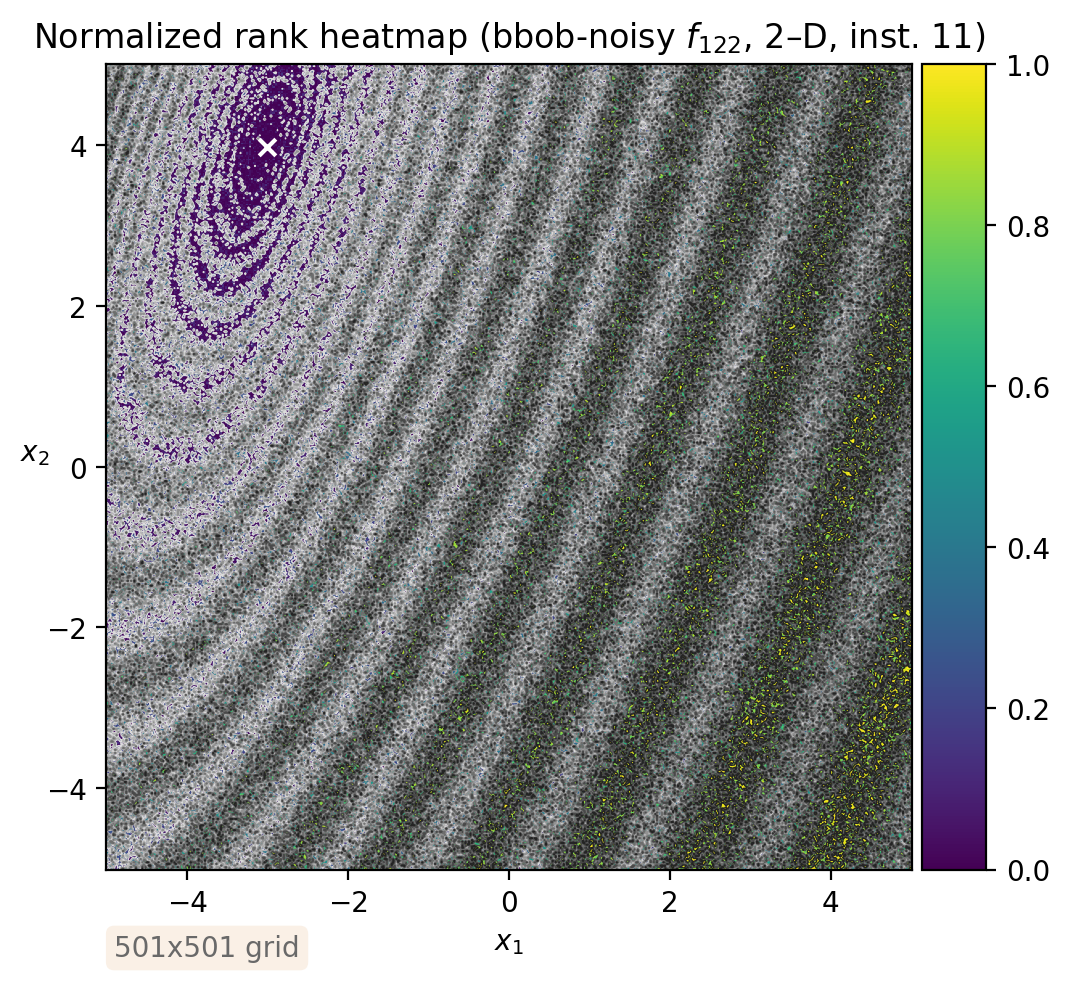 Normalized rank heatmap (bbob-noisy f₁₂₂, 2–D, inst. 11)
1.0
0.8
0.6
0.4
0.2
0.0
4
2
0
−2
−4
x₂
−4 −2 0 2 4
x₁
501x501 grid